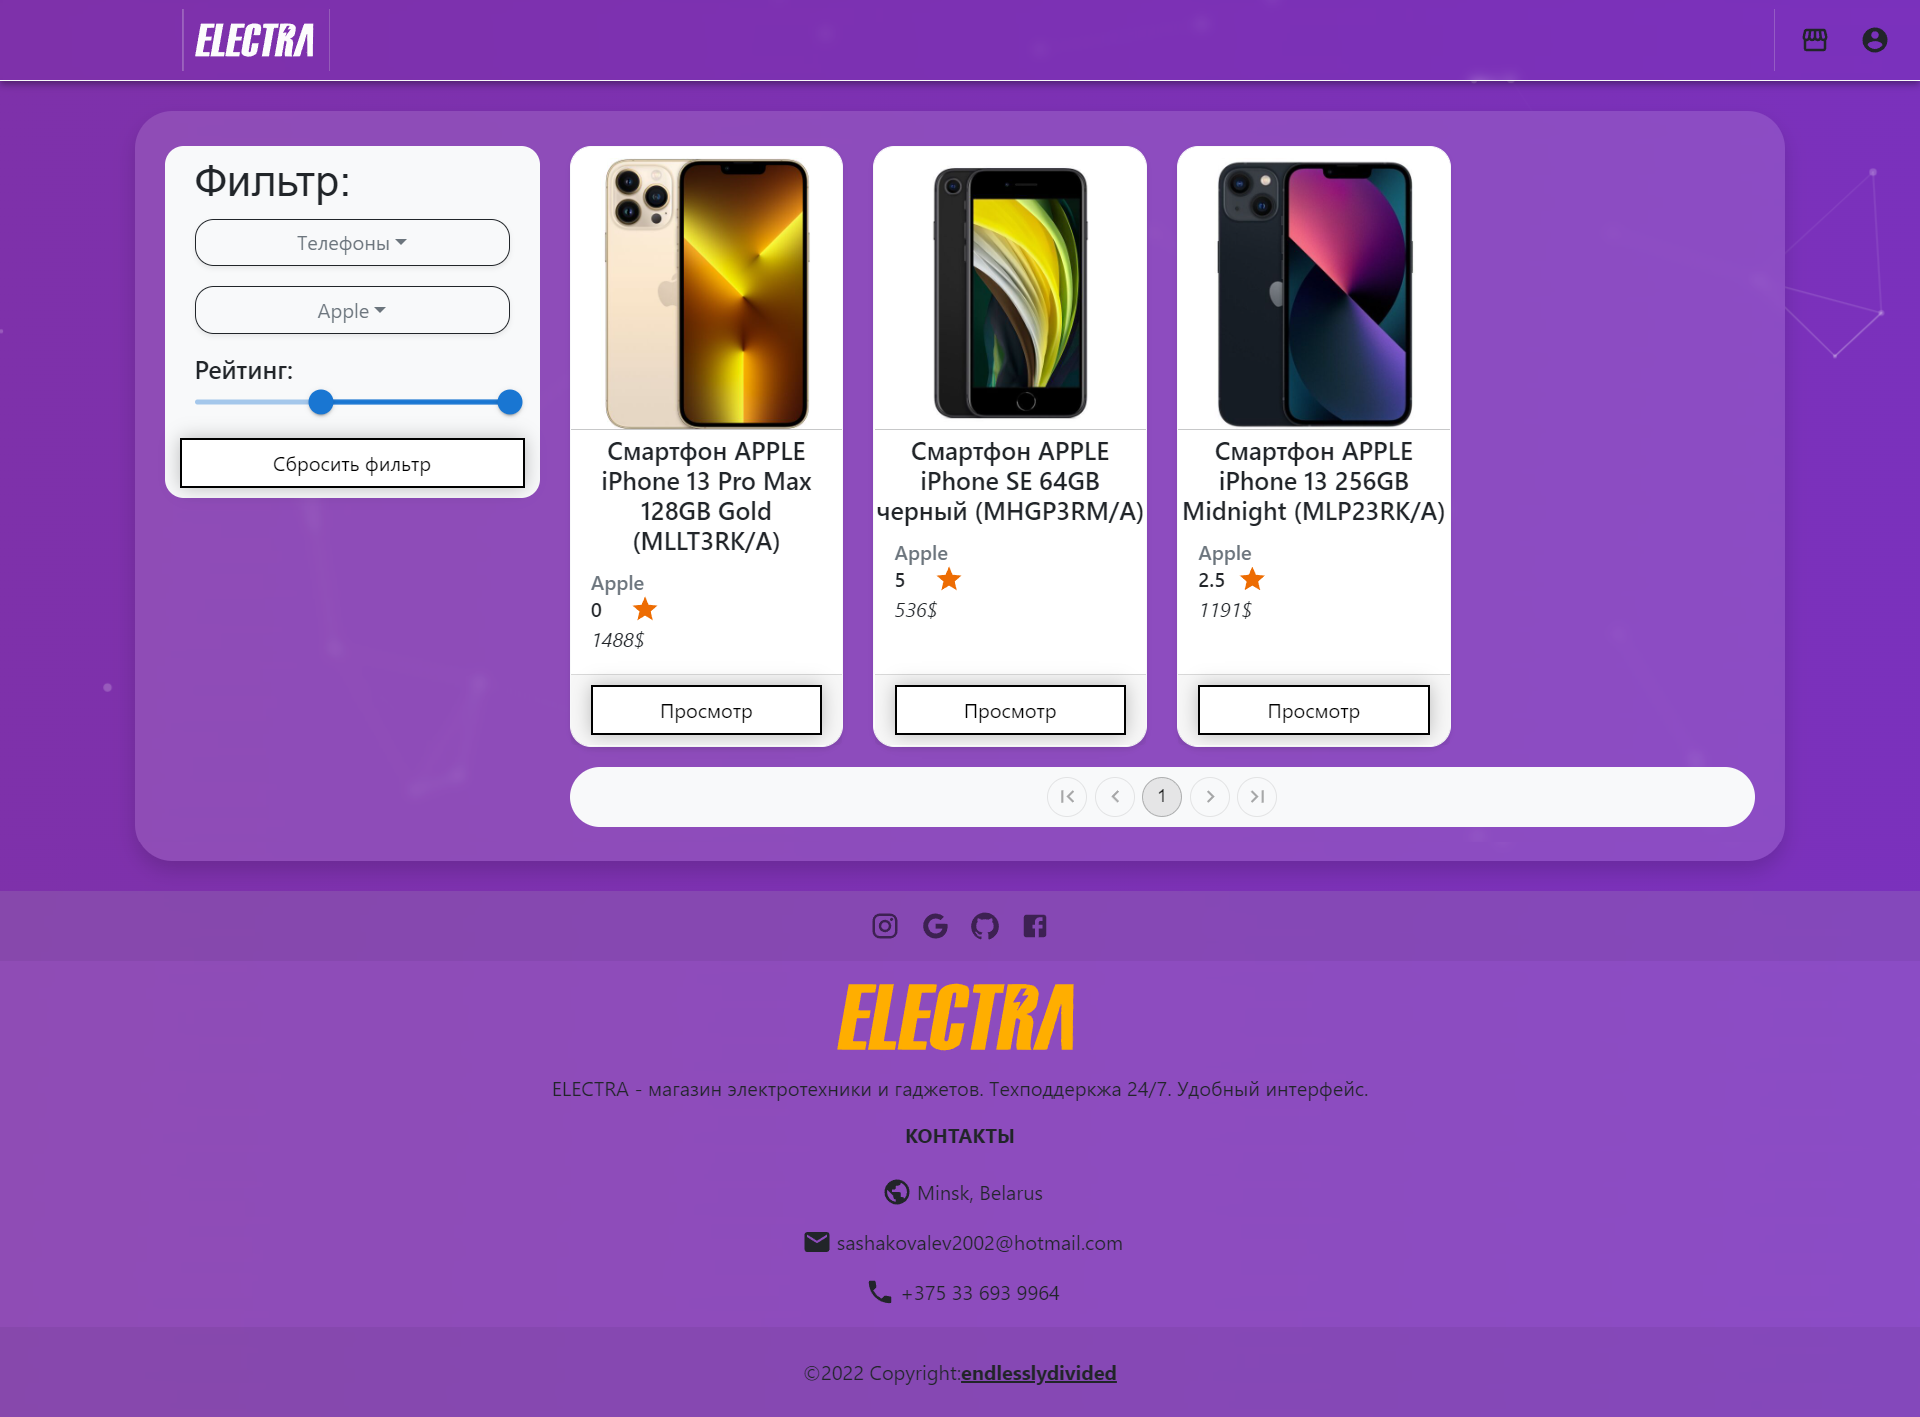 ELECTRA
Фильтр:
Телефоны
Apple
Рейтинг:
Сбросить фильтр
Смартфон APPLE
iPhone 13 Pro Max
128GB Gold
(MLLT3RK/A)
Apple
0
1488$
Просмотр
Смартфон APPLE
iPhone SE 64GB
черный (MHGP3RM/A)
Apple
5
536$
Просмотр
Смартфон APPLE
iPhone 13 256GB
Midnight (MLP23RK/A)
Apple
2.5
1191$
Просмотр
1
ELECTRA
ELECTRA - магазин электротехники и гаджетов. Техподдеркжа 24/7. Удобный интерфейс.
КОНТАКТЫ
Minsk, Belarus
sashakovalev2002@hotmail.com
+375 33 693 9964
©2022 Copyright:endlesslydivided